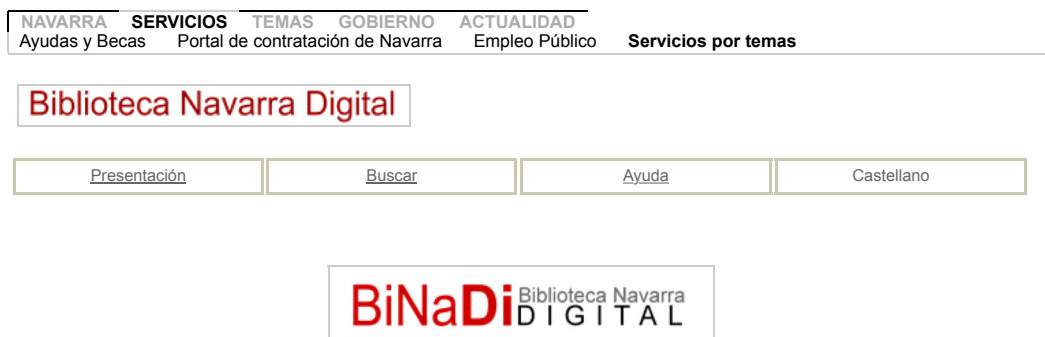 NAVARRA SERVICIOS TEMAS GOBIERNO ACTUALIDAD
Ayudas y Becas Portal de contratación de Navarra Empleo Público Servicios por temas
Biblioteca Navarra Digital
Presentación Buscar Ayuda Castellano
BiNaDi Biblioteca Navarra
DIGITAL